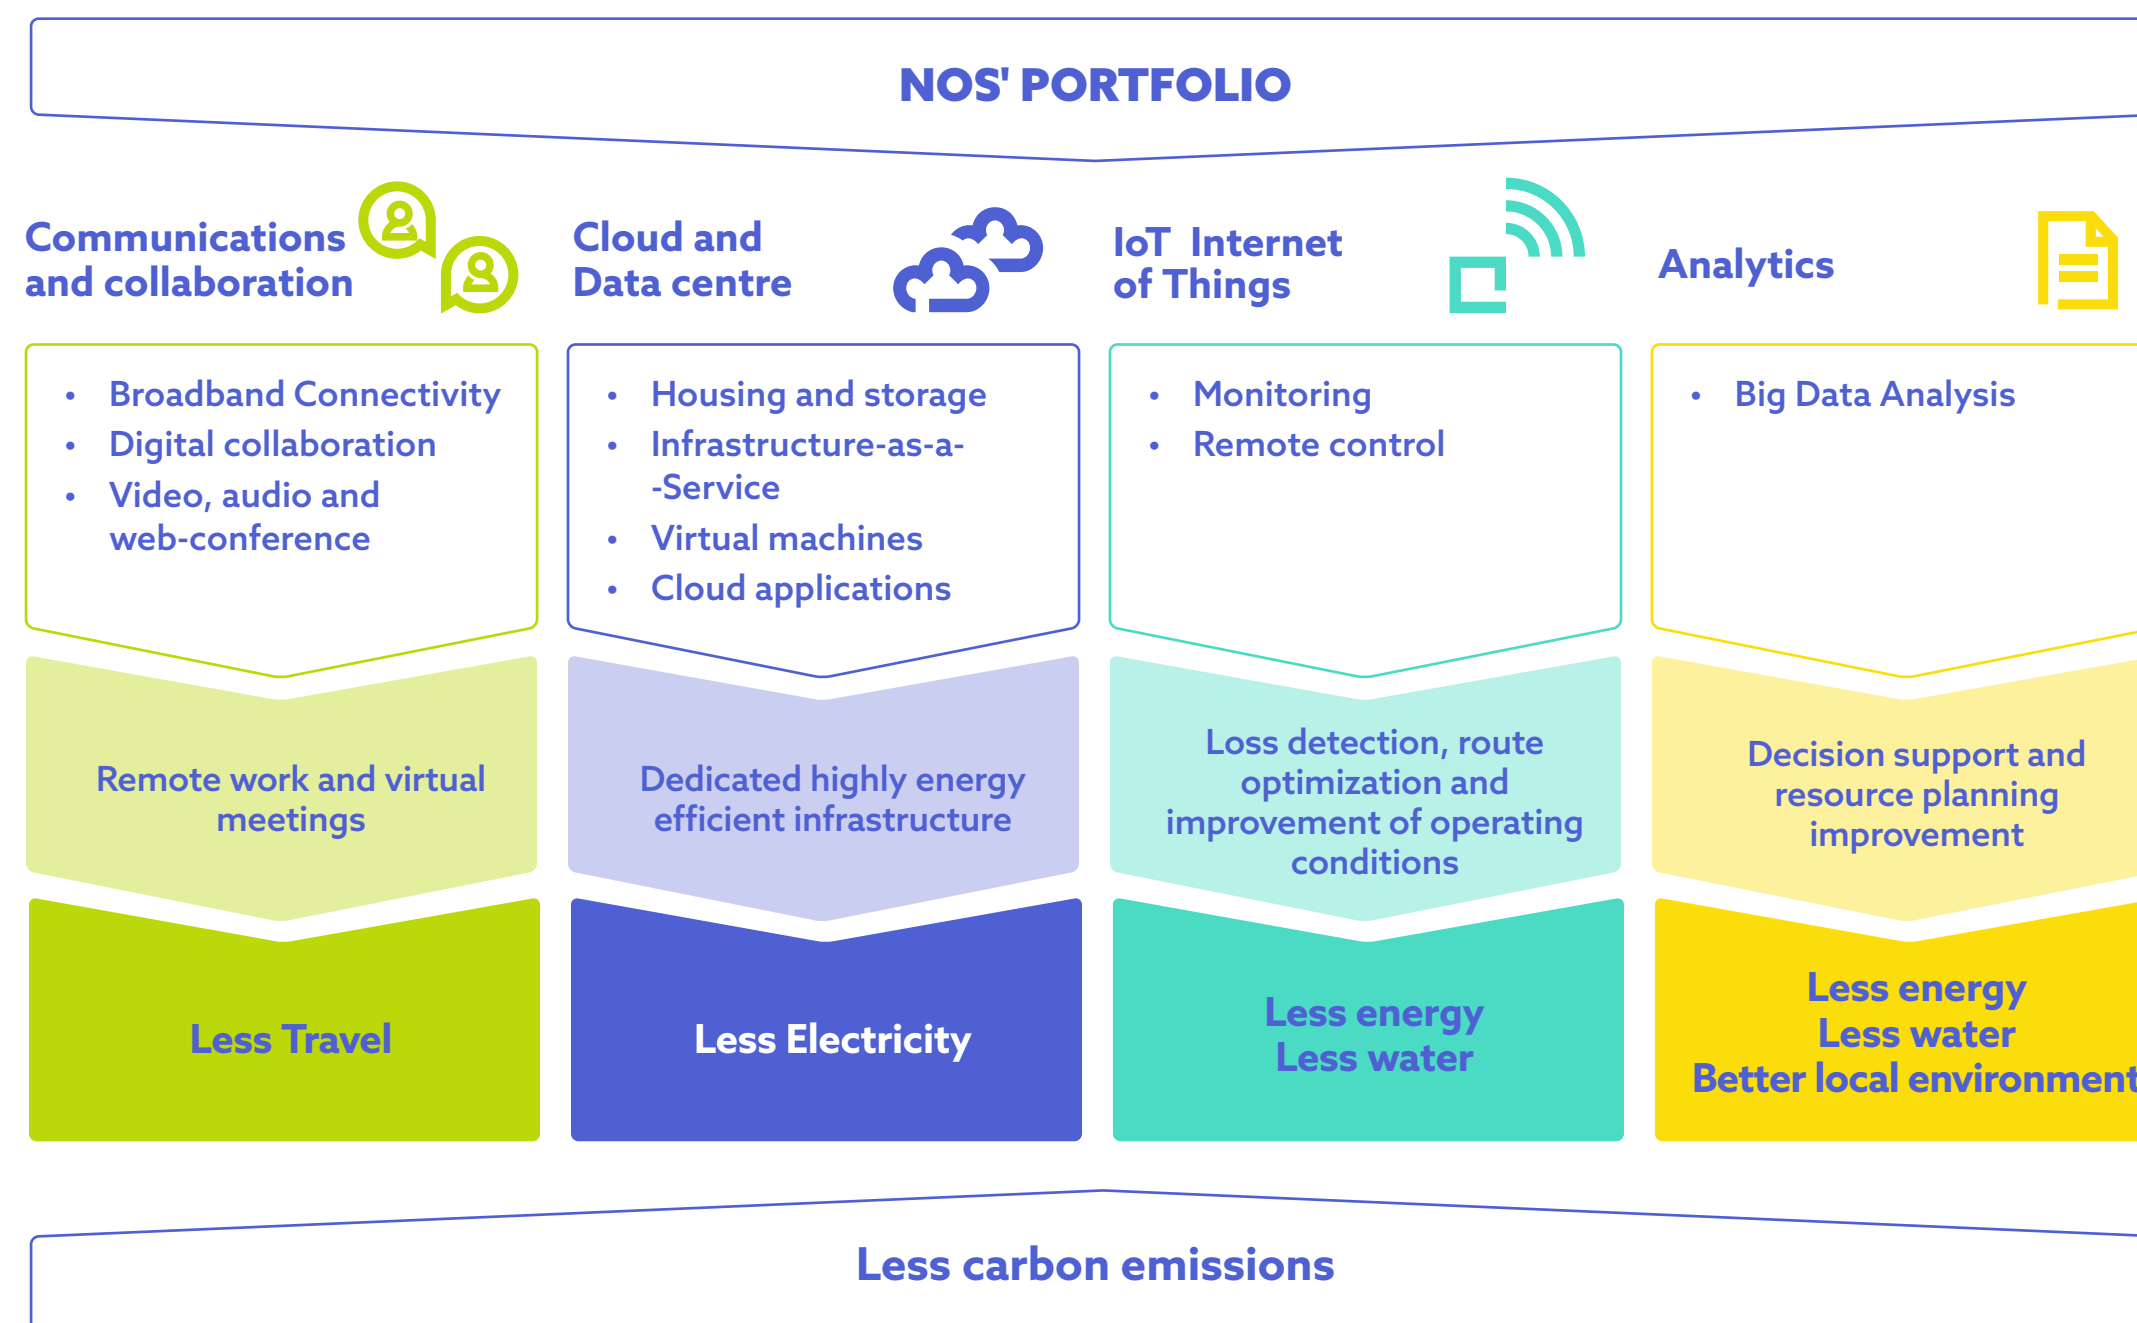 NOS' PORTFOLIO
Communications
and collaboration
Cloud and
Data centre
IoT Internet
of Things
Analytics
• Broadband Connectivity
• Digital collaboration
• Video, audio and
web-conference
• Housing and storage
• Infrastructure-as-a-
-Service
• Virtual machines
• Cloud applications
• Monitoring
• Remote control
• Big Data Analysis
Remote work and virtual
meetings
Dedicated highly energy
efficient infrastructure
Loss detection, route
optimization and
improvement of operating
conditions
Decision support and
resource planning
improvement
Less Travel
Less Electricity
Less energy
Less water
Less energy
Less water
Better local environment
Less carbon emissions